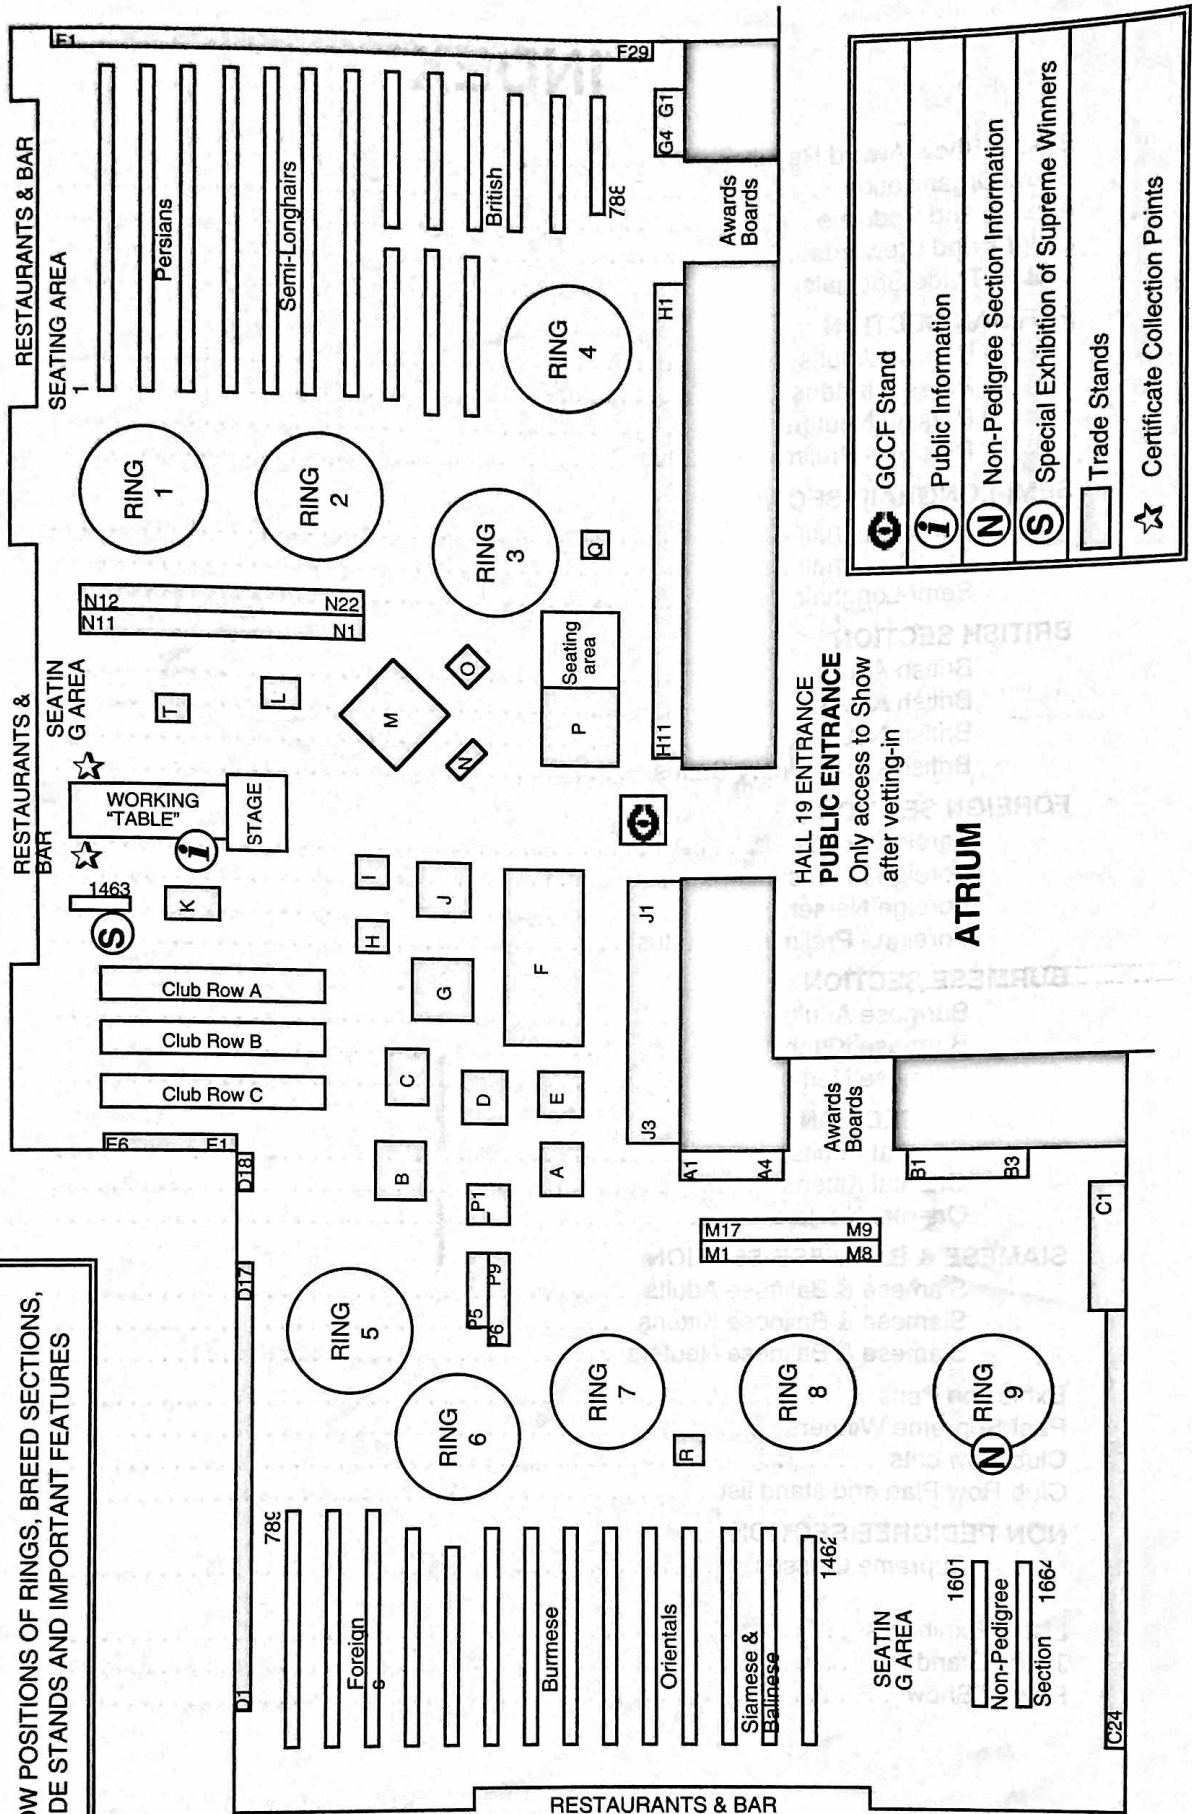 OW POSITIONS OF RINGS, BREED SECTIONS,
DE STANDS AND IMPORTANT FEATURES
RESTAURANTS & BAR
RESTAURANTS &
BAR
RESTAURANTS & BAR
SEATING AREA
1
F1
F29
Persians
Semi-Longhairs
British
788
G4 G1
Awards
Boards
RING
1
RING
2
RING
3
RING
4
H1
H11
Q
N12
N22
N11
N1
SEATIN
G AREA
T
L
M
O
N
Seating
area
P
WORKING
"TABLE"
STAGE
i
1463
S
K
I
H
J
G
F
J1
J3
Club Row A
Club Row B
Club Row C
C
D
E
B
A
E6
E1
D18
D17
D1
P1
P5
P9
P6
A1
A4
Awards
Boards
B1
B3
C1
C24
M17
M9
M1
M8
RING
5
RING
6
RING
7
RING
8
RING
9
N
R
789
Foreign
s
Burmese
Orientals
Siamese &
Balinese
1462
SEATIN
G AREA
1601
Non-Pedigree
Section
1664
HALL 19 ENTRANCE
PUBLIC ENTRANCE
Only access to Show
after vetting-in
ATRIUM
GCCF Stand
i Public Information
N Non-Pedigree Section Information
S Special Exhibition of Supreme Winners
Trade Stands
Certificate Collection Points